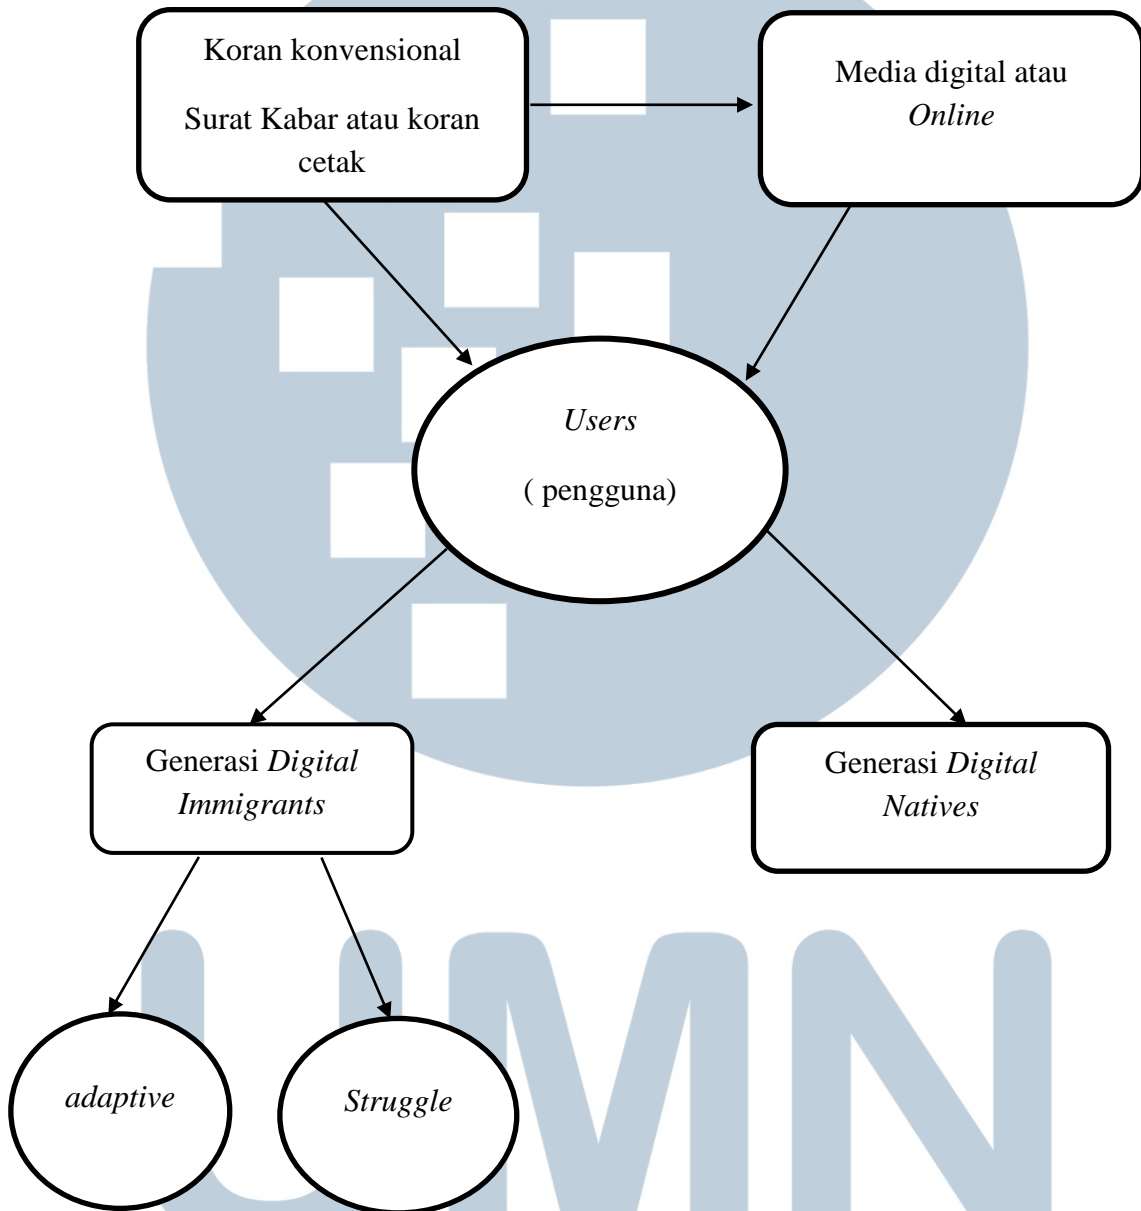 Koran konvensional
Surat Kabar atau koran
cetak
Media digital atau
Online
Users
( pengguna)
Generasi Digital
Immigrants
Generasi Digital
Natives
adaptive
Struggle
UMN